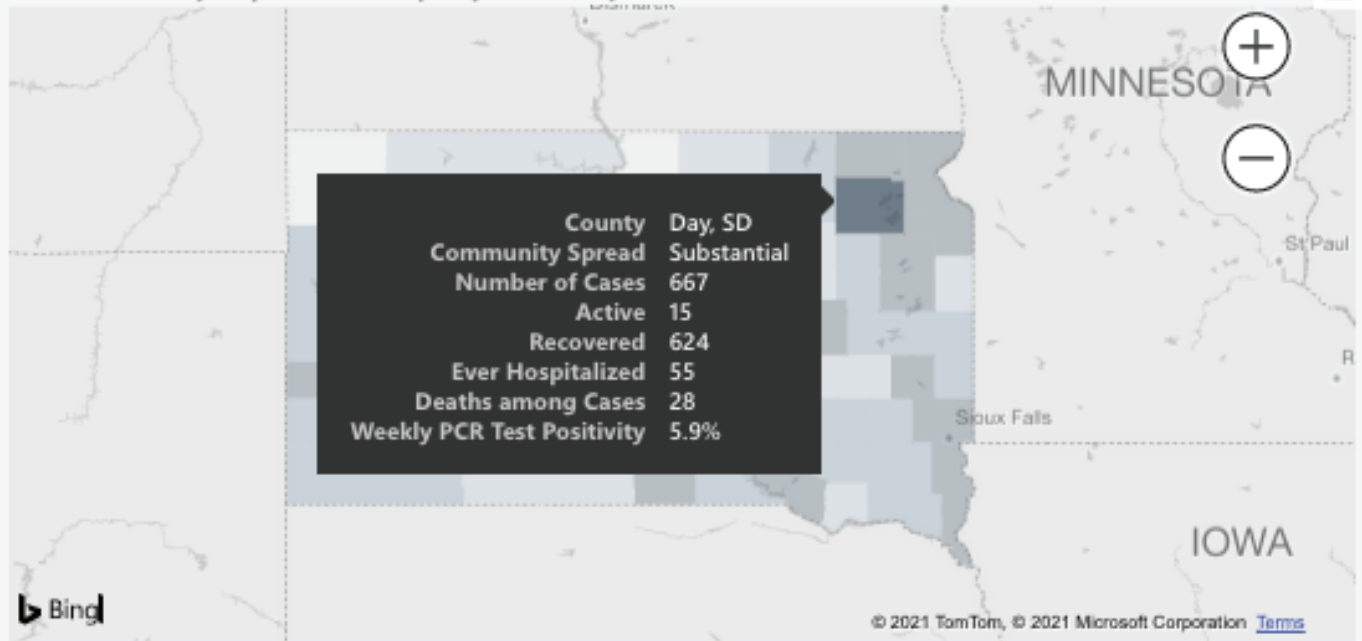 MINNESOTA
County Day, SD
Community Spread Substantial
Number of Cases 667
Active 15
Recovered 624
Ever Hospitalized 55
Deaths among Cases 28
Weekly PCR Test Positivity 5.9%
St Paul
R
Sioux Falls
IOWA
Bing
© 2021 TomTom, © 2021 Microsoft Corporation Terms